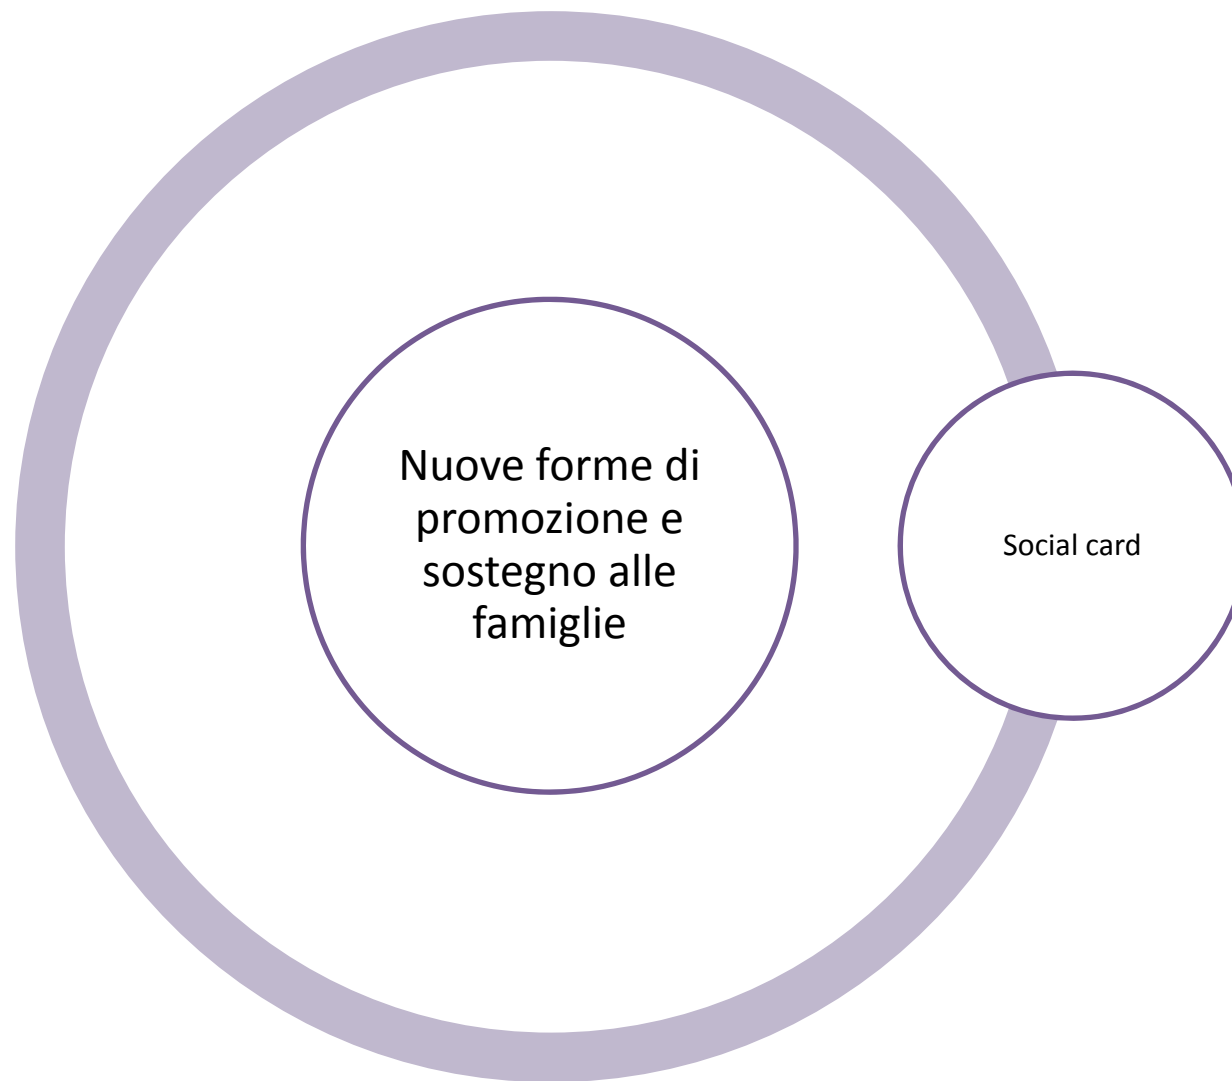 Nuove forme di
promozione e
sostegno alle
famiglie
Social card